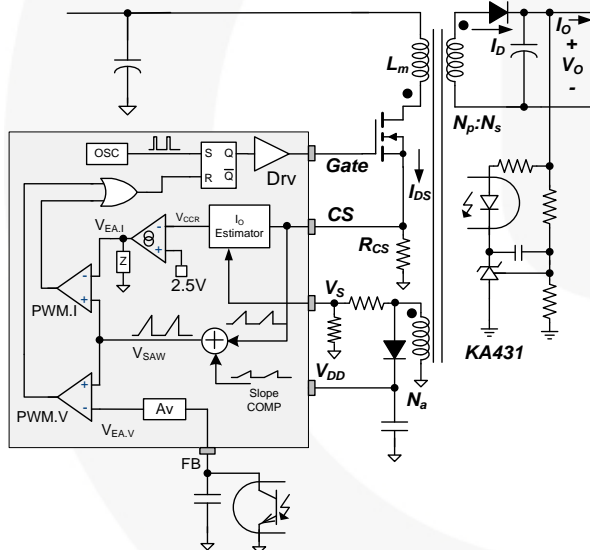 I_O
+
V_O
-
I_D
L_m
N_p:N_s
OSC
S Q
R Q̅
Drv
Gate
I_DS
CS
R_CS
V_EA.I
V_CCR
I_O
Estimator
-
+
Z
2.5V
-
+
PWM.I
V_S
V_SAW
+
Slope
COMP
V_DD
N_a
KA431
+
-
PWM.V
V_EA.V
Av
FB